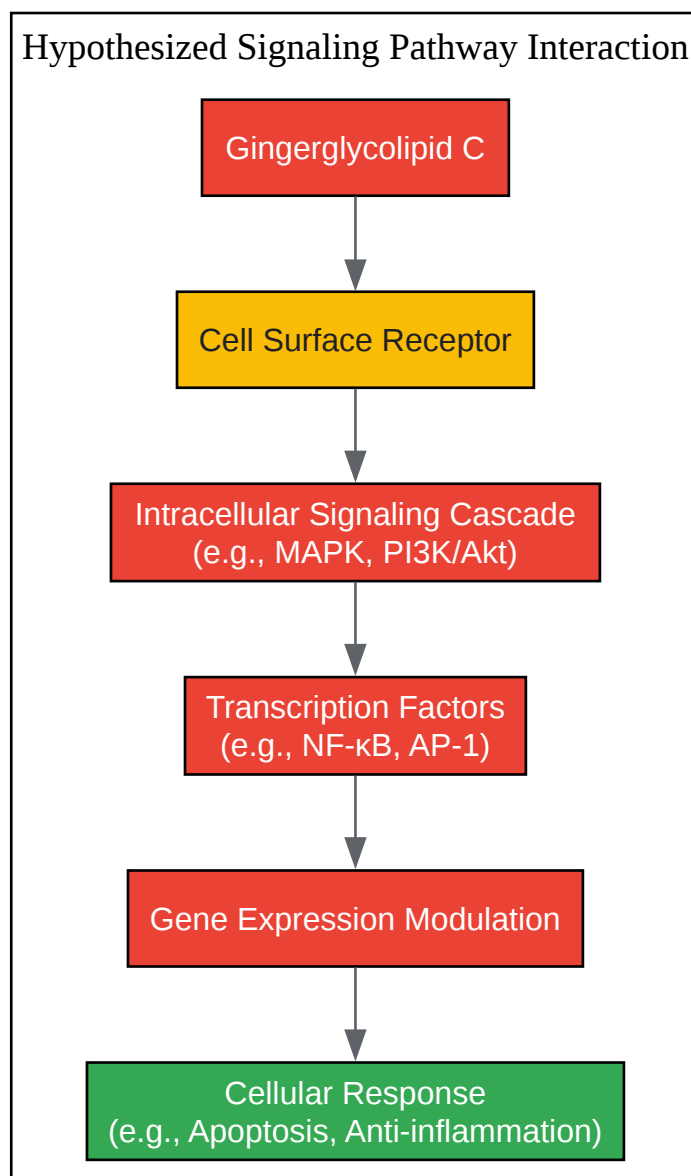 Hypothesized Signaling Pathway Interaction
Gingerglycolipid C
Cell Surface Receptor
Intracellular Signaling Cascade
(e.g., MAPK, PI3K/Akt)
Transcription Factors
(e.g., NF-κB, AP-1)
Gene Expression Modulation
Cellular Response
(e.g., Apoptosis, Anti-inflammation)